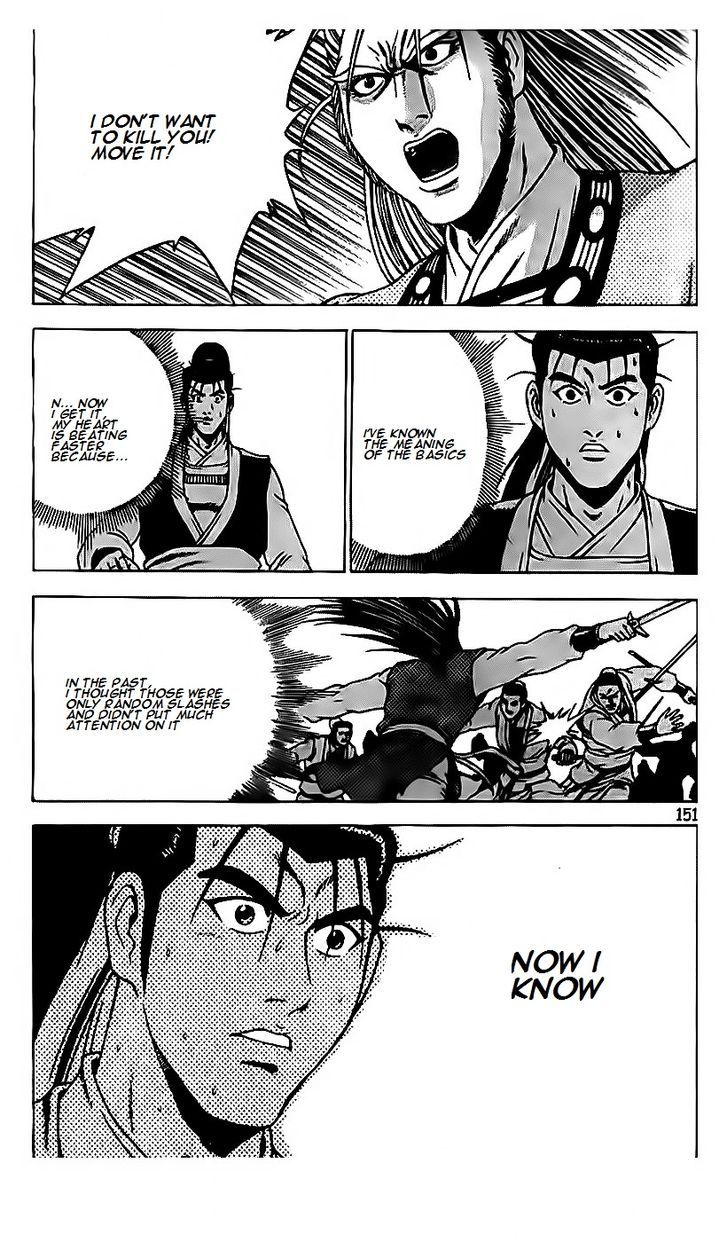 I DON'T WANT
TO KILL YOU!
MOVE IT!
N... NOW
I GET IT,
MY HEART
IS BEATING
FASTER
BECAUSE...
I'VE KNOWN
THE MEANING
OF THE BASICS
IN THE PAST,
I THOUGHT THOSE WERE
ONLY RANDOM SLASHES
AND DIDN'T PUT MUCH
ATTENTION ON IT
151
NOW I
KNOW